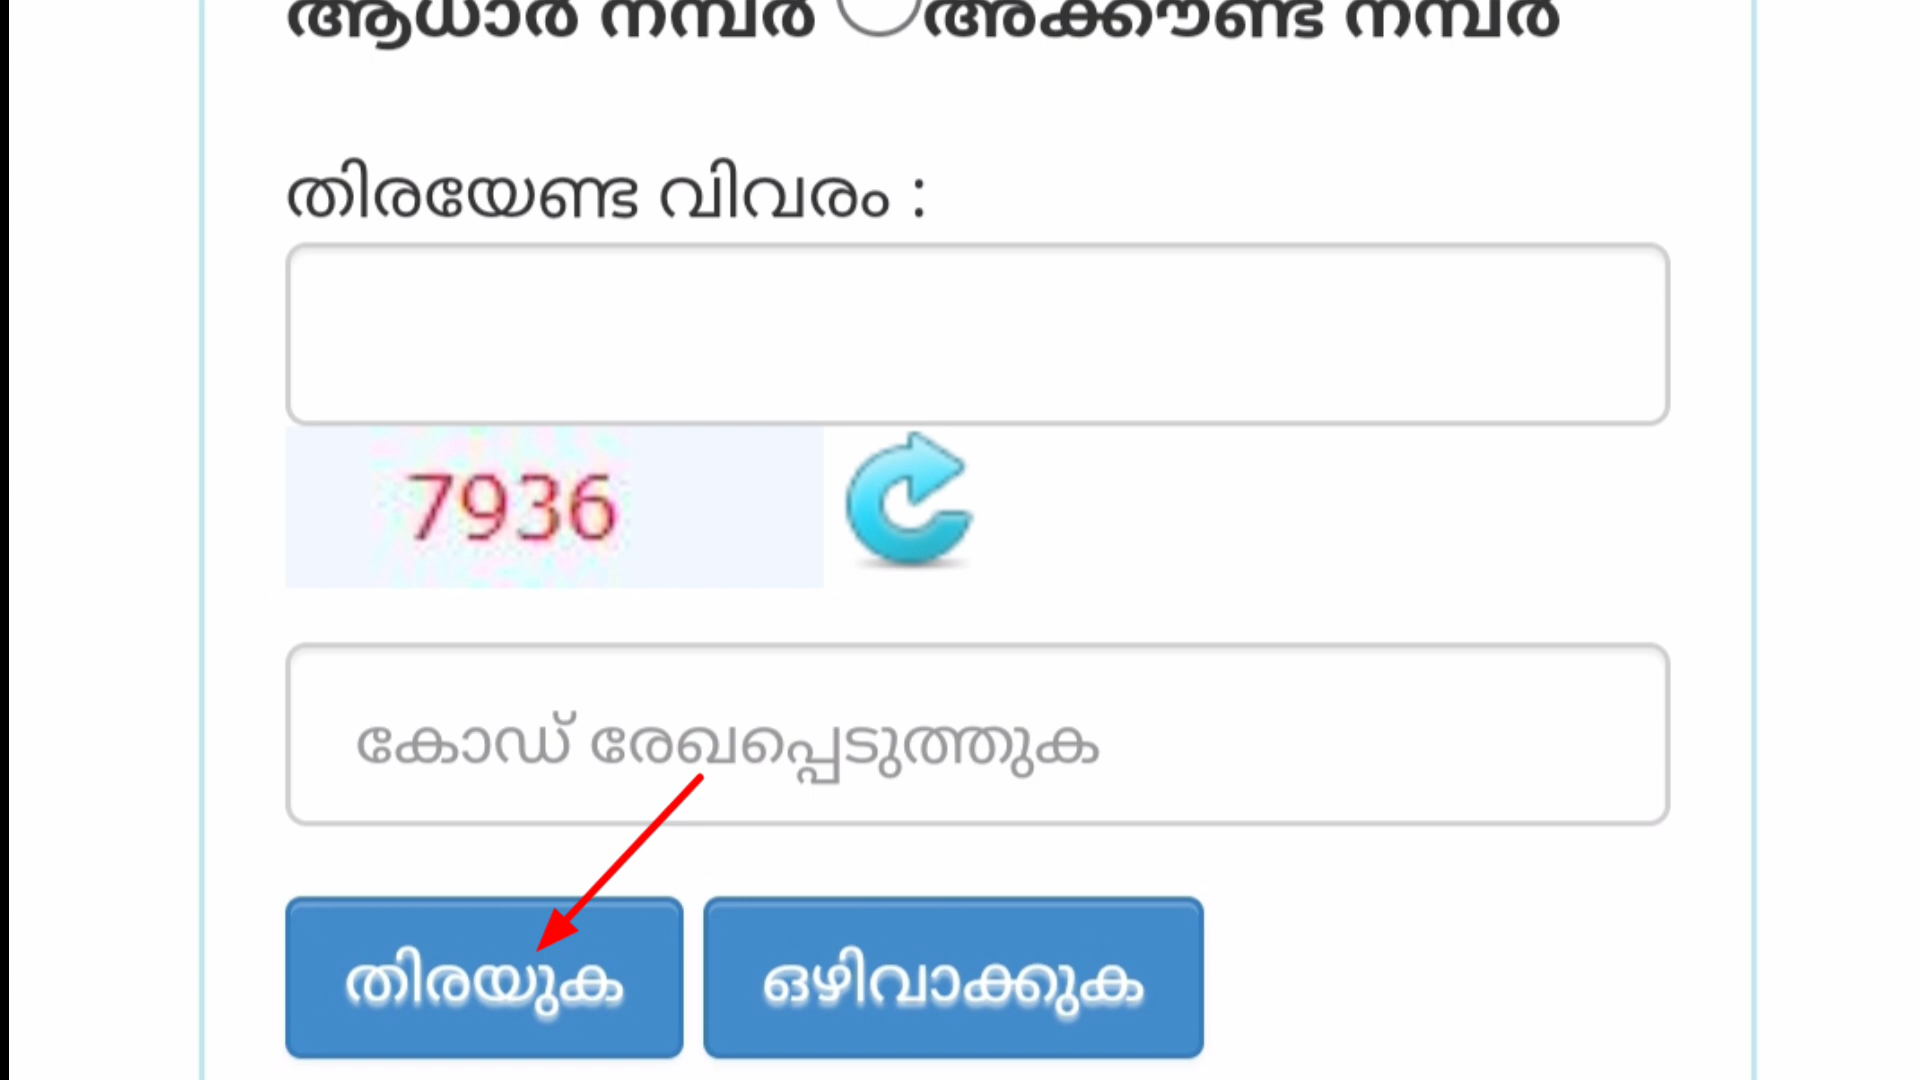 ആധാർ നമ്പർ അക്കൗണ്ട് നമ്പർ
തിരയേണ്ട വിവരം :
7936
കോഡ് രേഖപ്പെടുത്തുക
തിരയുക ഒഴിവാക്കുക